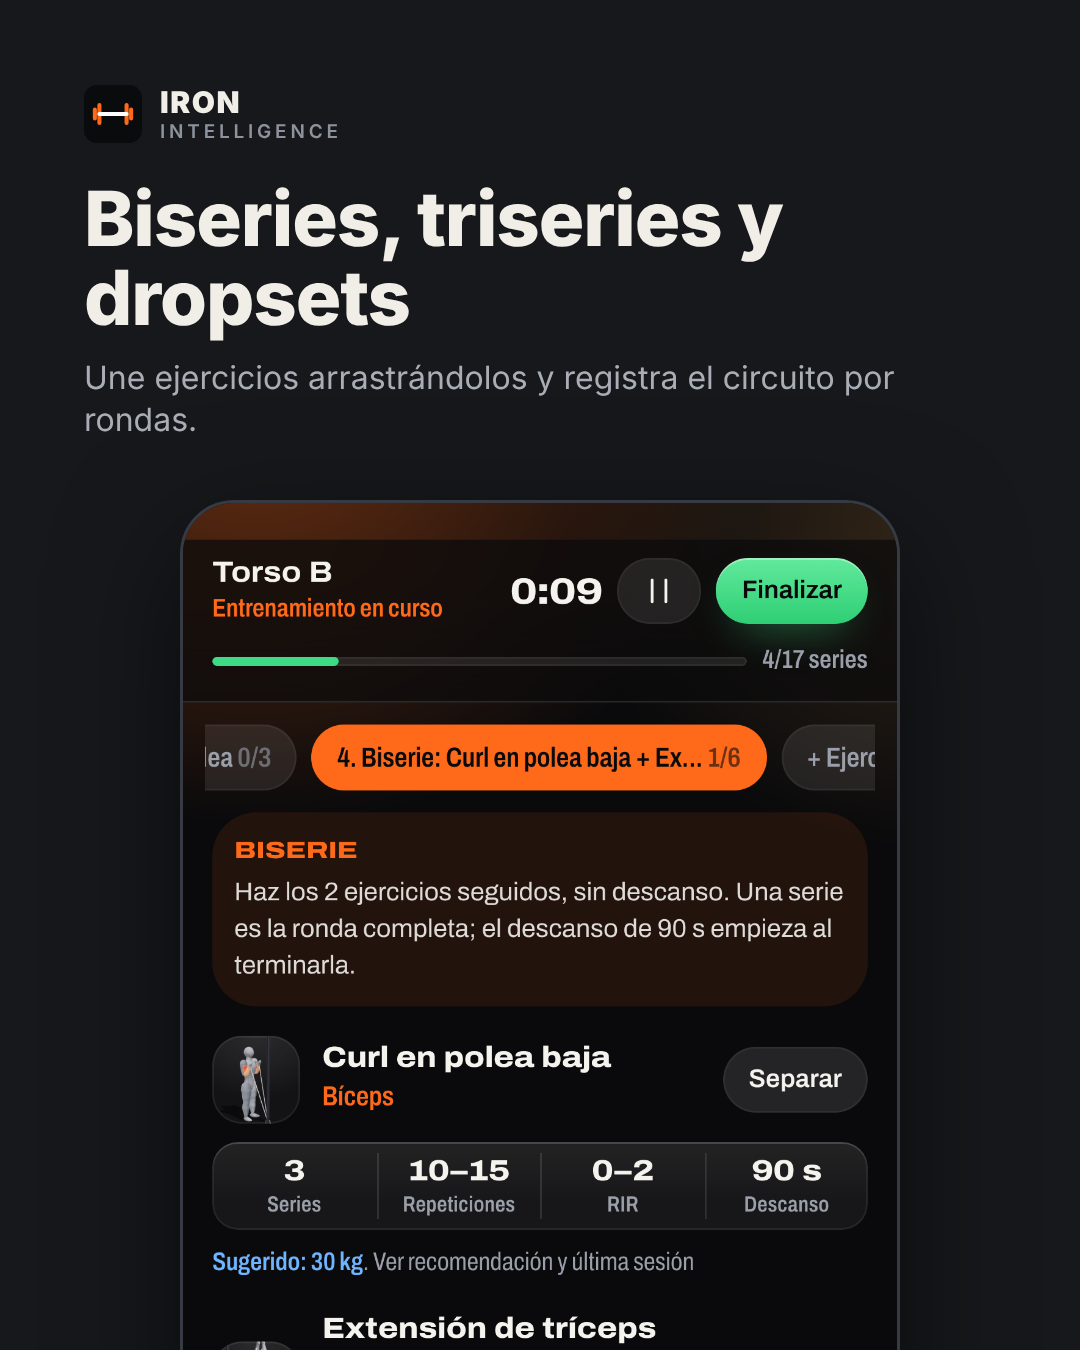 IRON
INTELLIGENCE
Biseries, triseries y
dropsets
Une ejercicios arrastrándolos y registra el circuito por
rondas.
Torso B
Entrenamiento en curso
0:09
Finalizar
4/17 series
lea 0/3
4. Biserie: Curl en polea baja + Ex... 1/6
+ Ejerc
BISERIE
Haz los 2 ejercicios seguidos, sin descanso. Una serie
es la ronda completa; el descanso de 90 s empieza al
terminarla.
Curl en polea baja
Bíceps
Separar
3
Series
10–15
Repeticiones
0–2
RIR
90 s
Descanso
Sugerido: 30 kg. Ver recomendación y última sesión
Extensión de tríceps